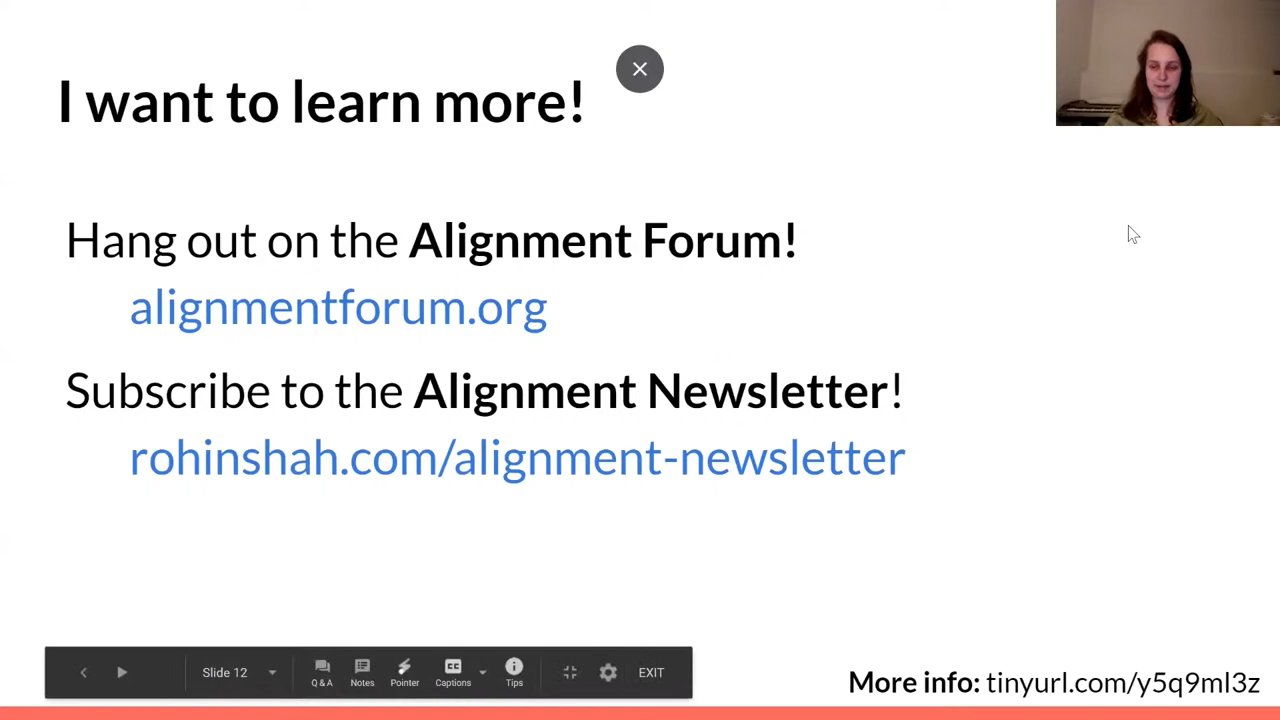 I want to learn more!
Hang out on the Alignment Forum!
alignmentforum.org
Subscribe to the Alignment Newsletter!
rohinshah.com/alignment-newsletter
Slide 12
Q & A
Notes
Pointer
Captions
Tips
EXIT
More info: tinyurl.com/y5q9ml3z